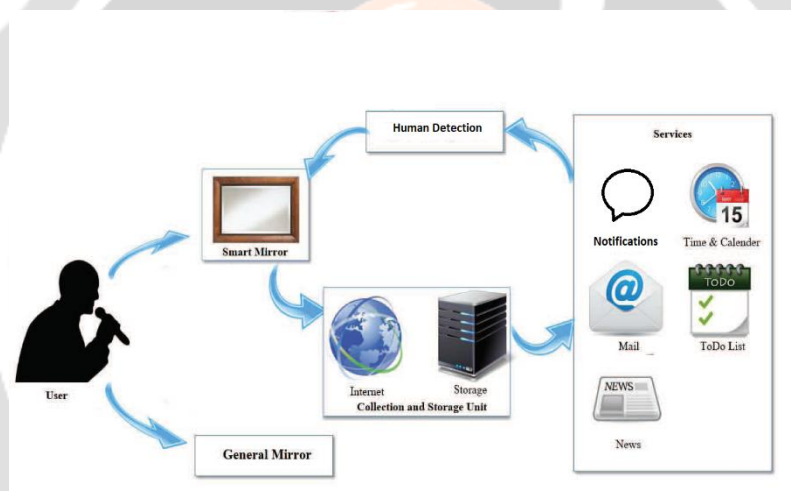 Human Detection
Services
Smart Mirror
15
Notifications
Time & Calender
@
ToDo
Mail
ToDo List
Internet
Storage
Collection and Storage Unit
NEWS
News
User
General Mirror